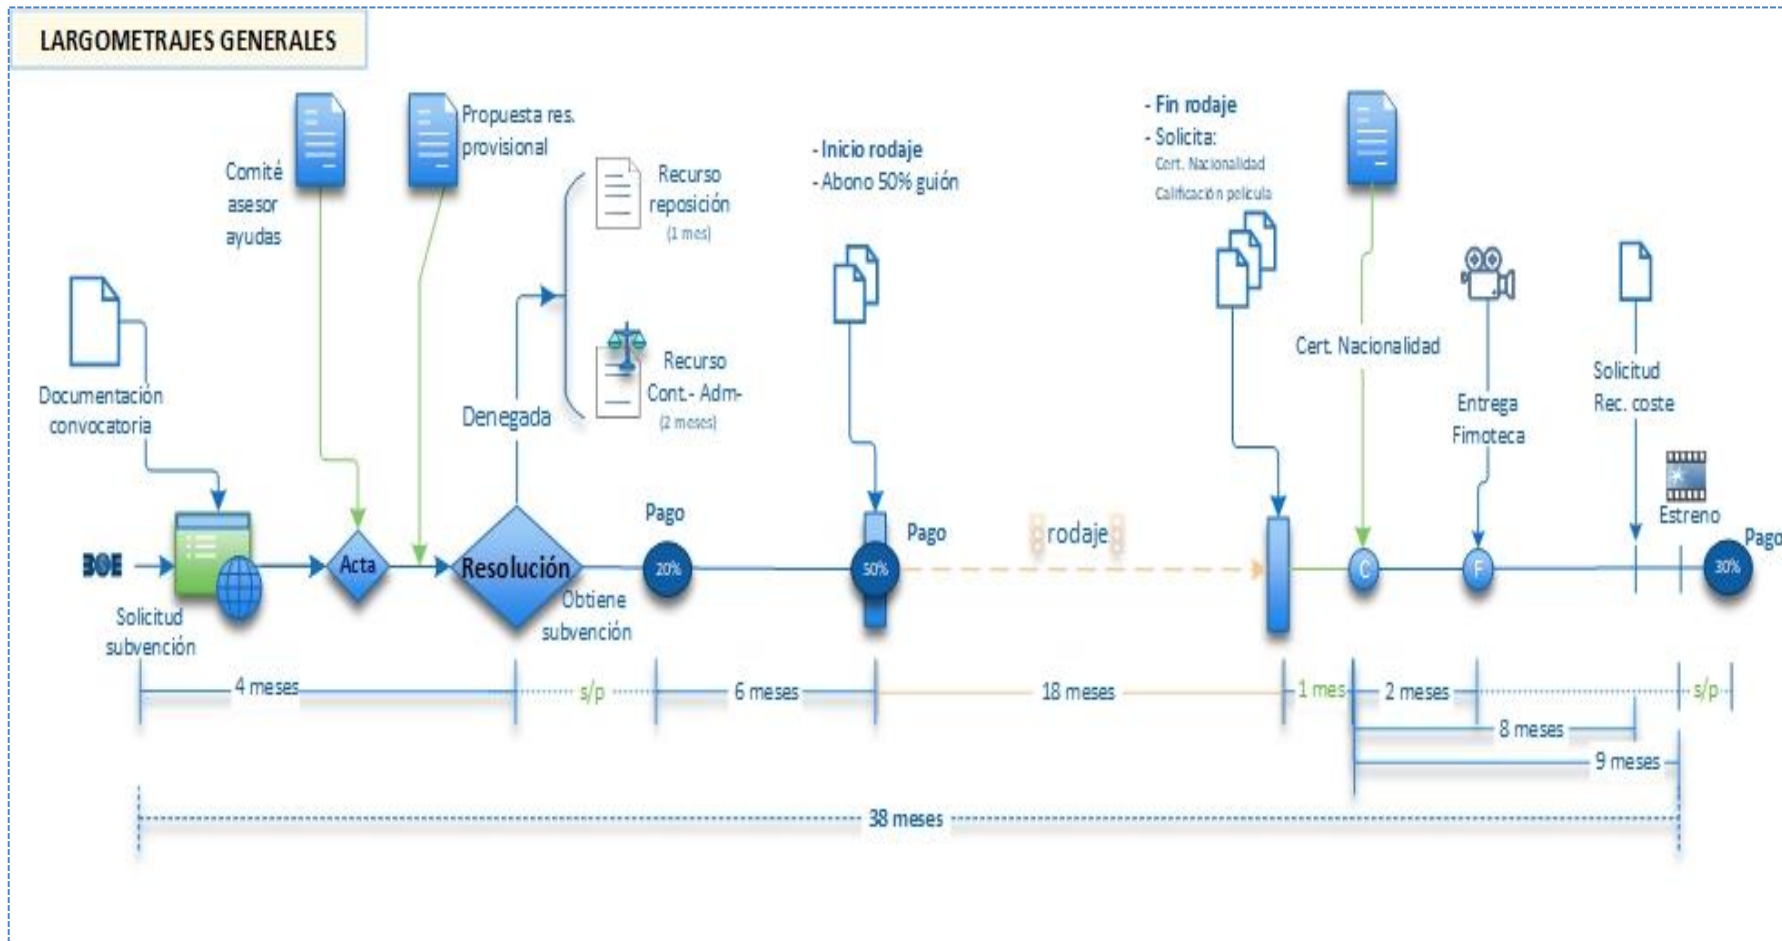 LARGOMETRAJES GENERALES
Comité
asesor
ayudas
Propuesta res.
provisional
Recurso
reposición
(1 mes)
Recurso
Cont.- Adm-
(2 meses)
Denegada
- Inicio rodaje
- Abono 50% guión
- Fin rodaje
- Solicita:
Cert. Nacionalidad
Calificación película
Cert. Nacionalidad
Documentación
convocatoria
Entrega
Fimoteca
Solicitud
Rec. coste
Estreno
BOE
Solicitud
subvención
Acta
Resolución
Obtiene
subvención
Pago
20%
50%
Pago
rodaje
C
F
Pago
30%
4 meses
s/p
6 meses
18 meses
1 mes
2 meses
s/p
8 meses
9 meses
38 meses